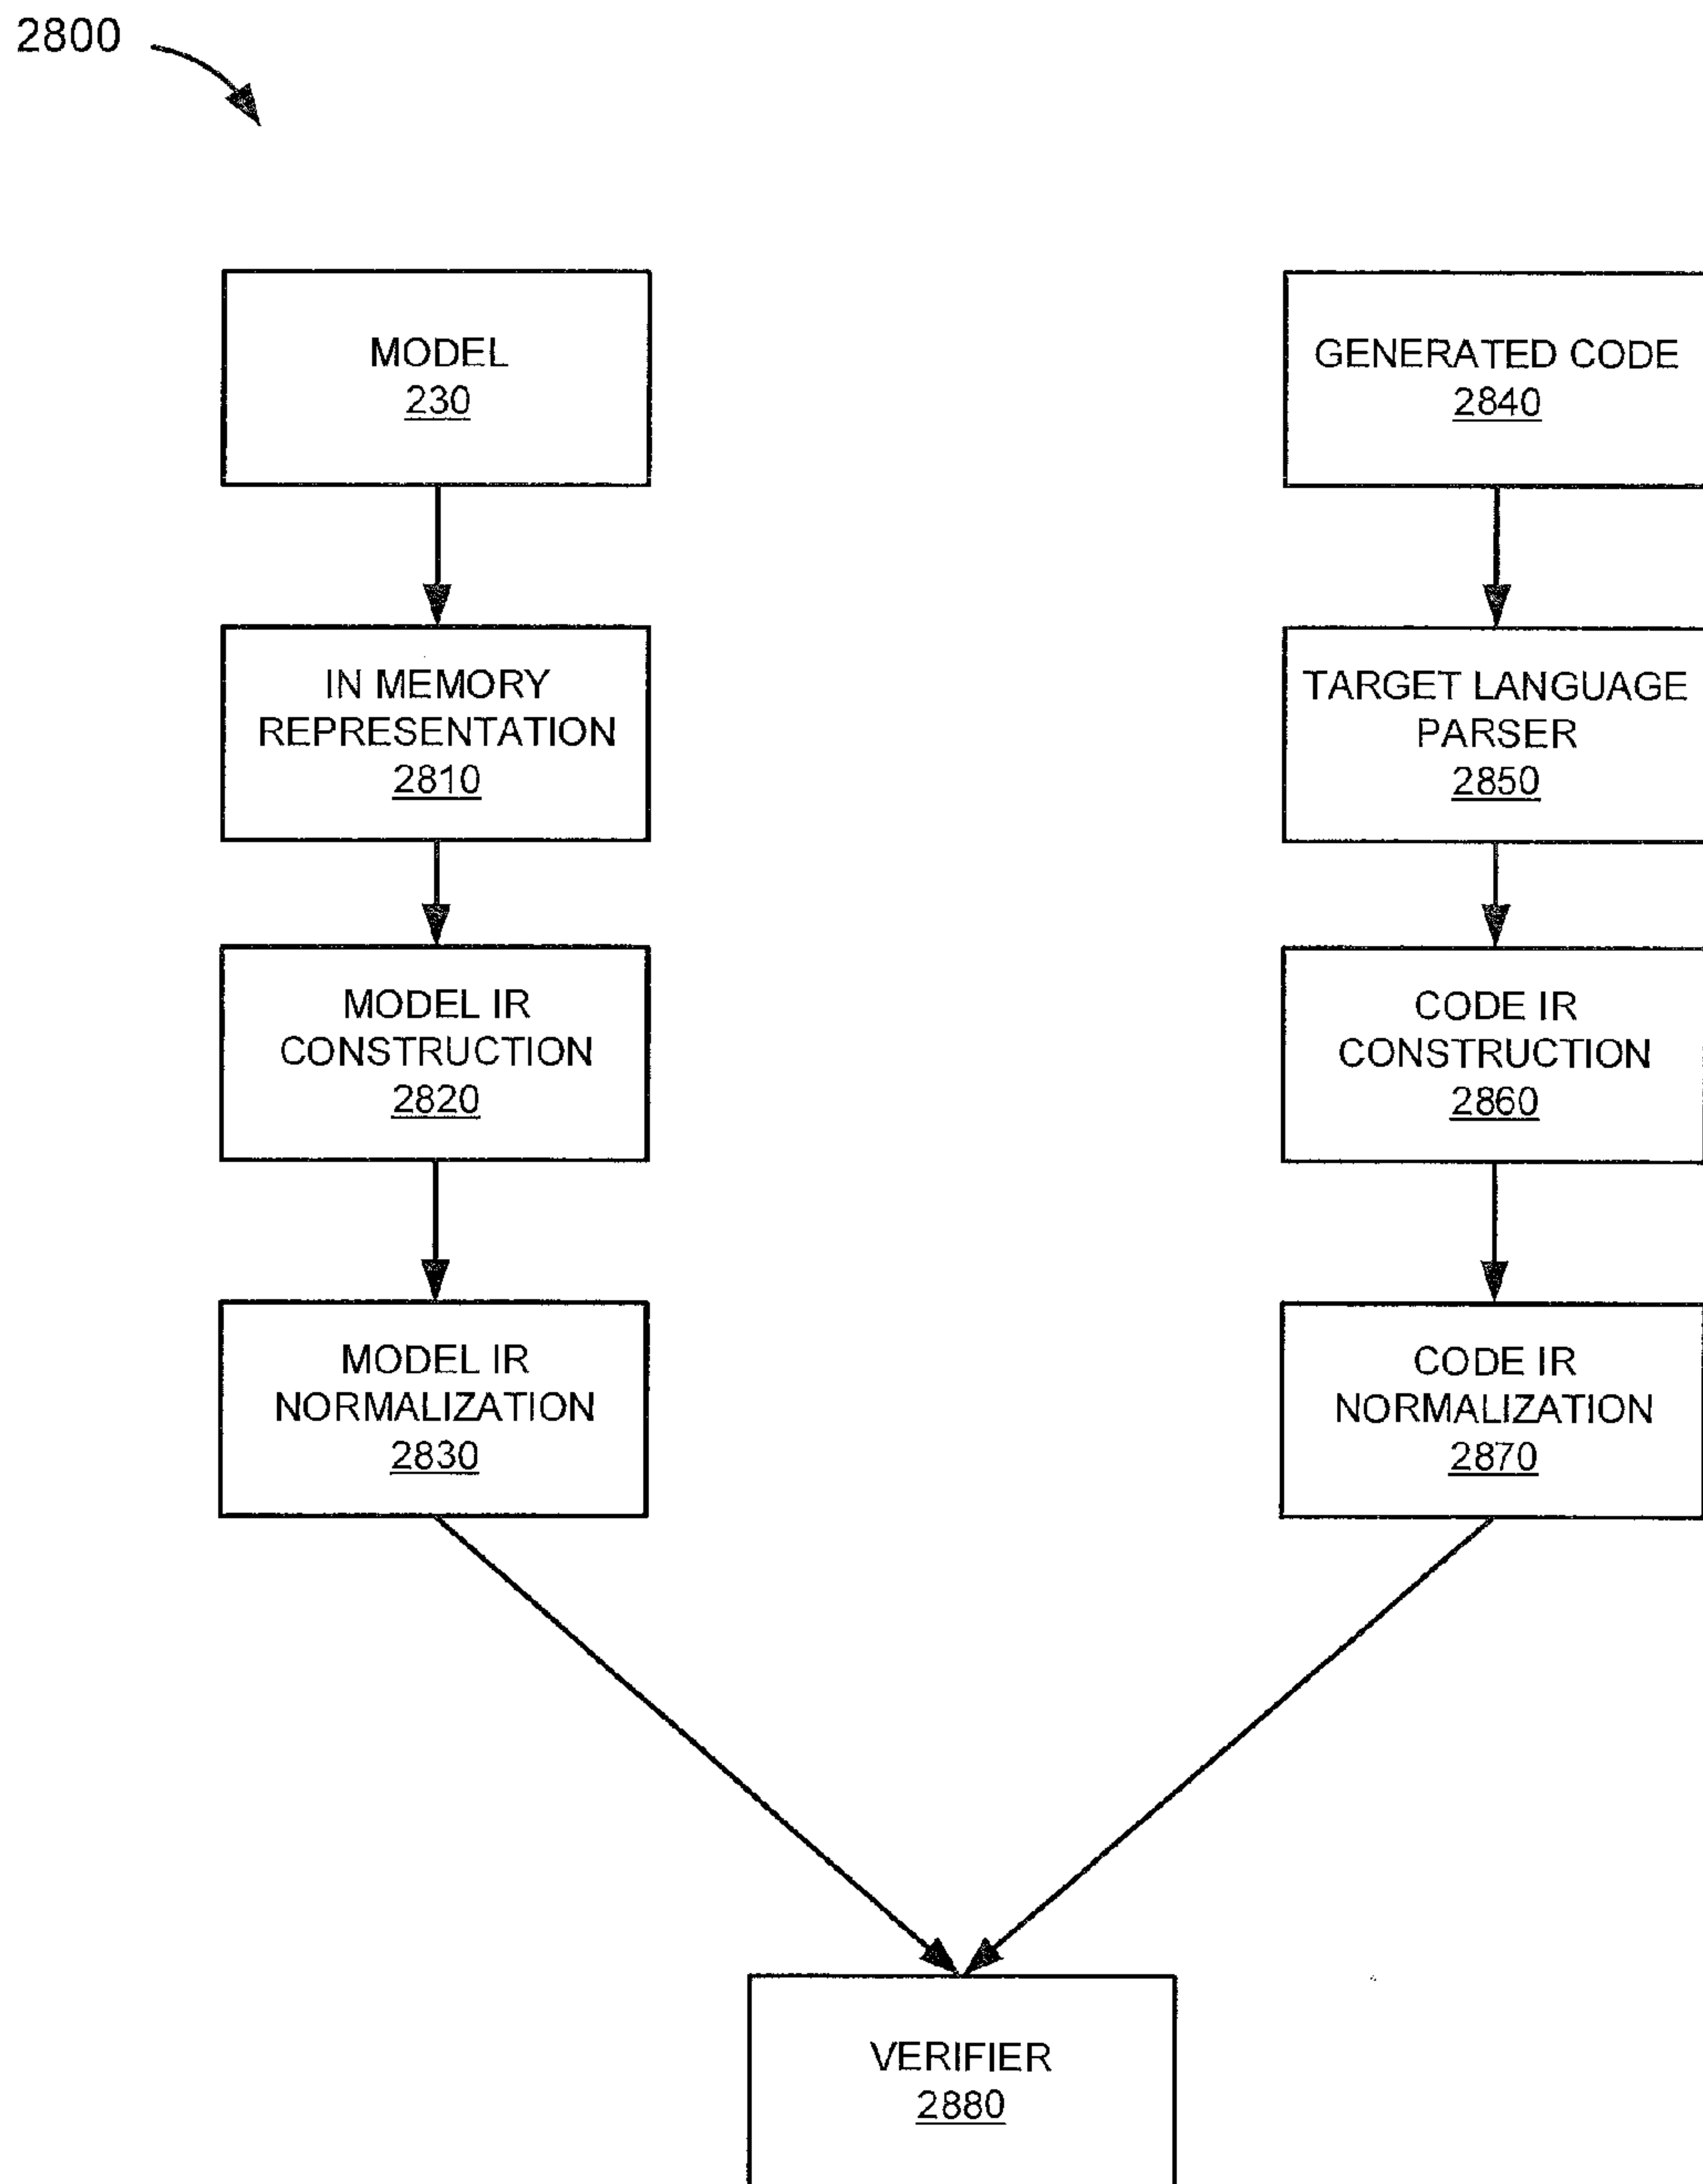 2800
MODEL
230
GENERATED CODE
2840
IN MEMORY
REPRESENTATION
2810
TARGET LANGUAGE
PARSER
2850
MODEL IR
CONSTRUCTION
2820
CODE IR
CONSTRUCTION
2860
MODEL IR
NORMALIZATION
2830
CODE IR
NORMALIZATION
2870
VERIFIER
2880